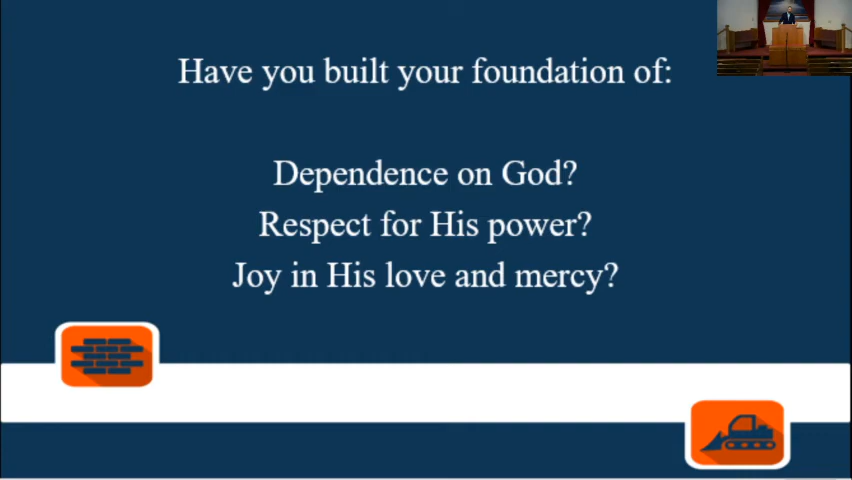 Have you built your foundation of:
Dependence on God?
Respect for His power?
Joy in His love and mercy?